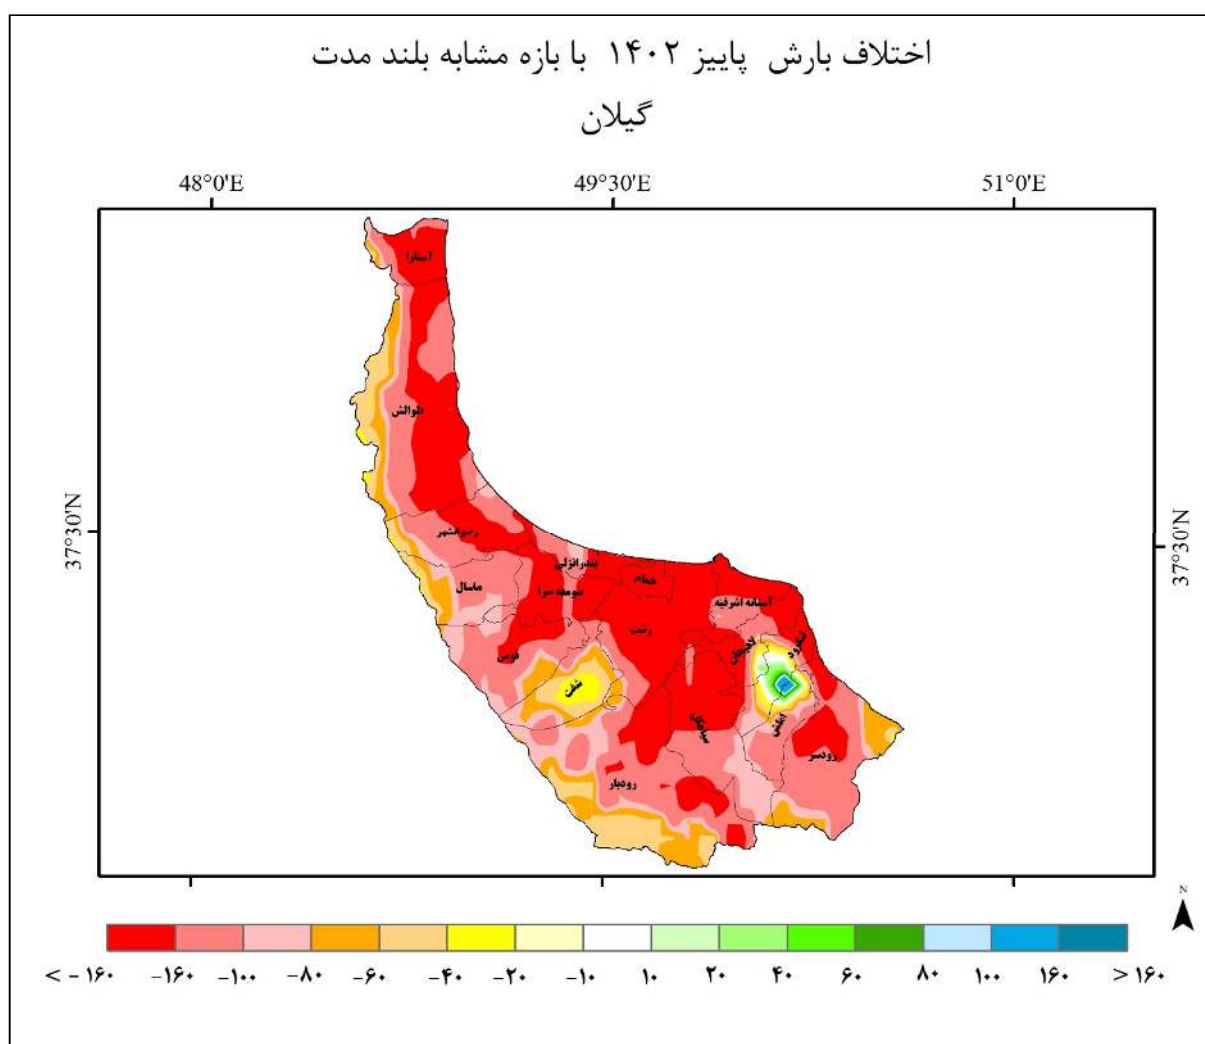 اختلاف بارش پاییز ۱۴۰۲ با بازه مشابه بلند مدت
گیلان
48°0'E 49°30'E 51°0'E
37°30'N
37°30'N
آستارا
طوالش
رضوانشهر
بندرانزلی
خمام
ماسال
صومعه سرا
آستانه اشرفیه
رشت
لاهیجان
لنگرود
فومن
شفت
سیاهکل
املش
رودسر
رودبار
N
< -۱۶۰ -۱۶۰ -۱۰۰ -۸۰ -۶۰ -۴۰ -۲۰ -۱۰ ۱۰ ۲۰ ۴۰ ۶۰ ۸۰ ۱۰۰ ۱۶۰ > ۱۶۰